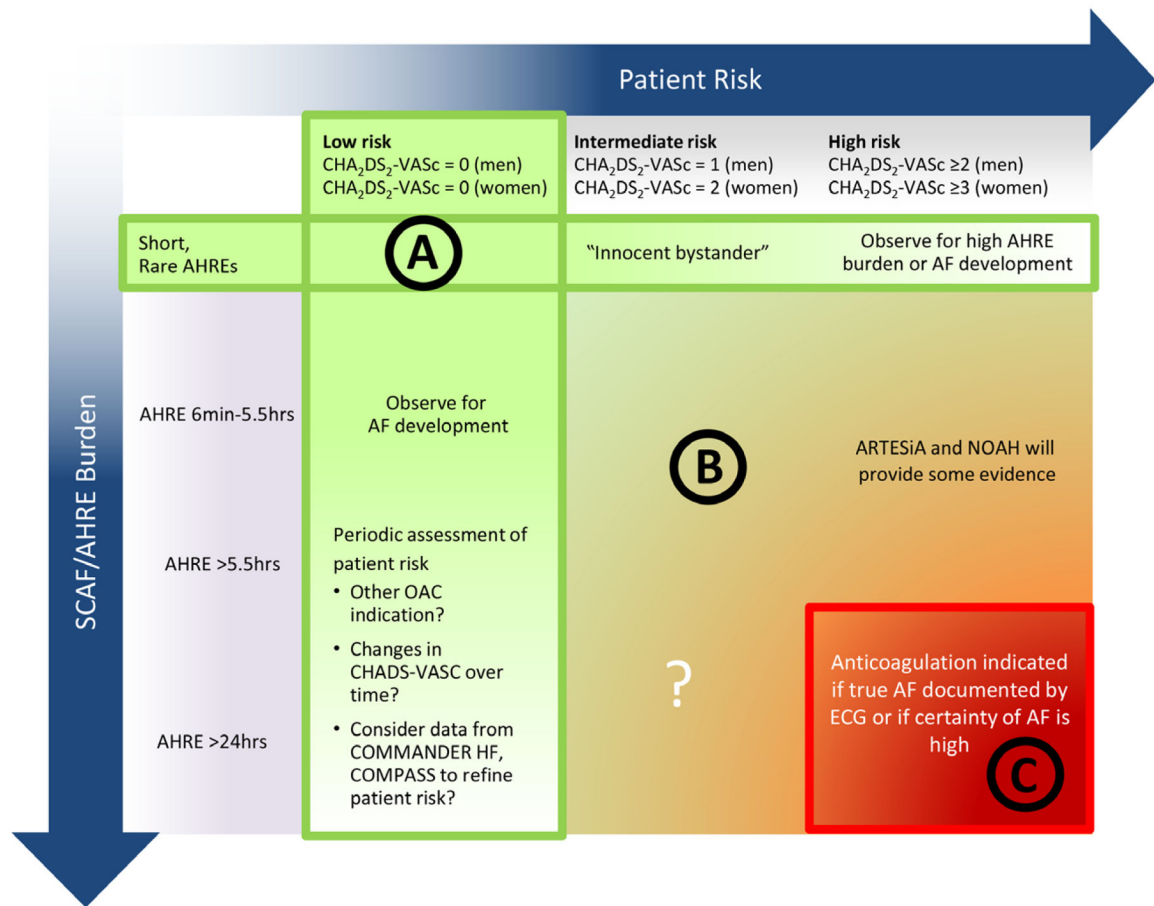 Patient Risk
SCAF/AHRE Burden
Low risk
CHA₂DS₂-VASc = 0 (men)
CHA₂DS₂-VASc = 0 (women)
Intermediate risk
CHA₂DS₂-VASc = 1 (men)
CHA₂DS₂-VASc = 2 (women)
High risk
CHA₂DS₂-VASc ≥2 (men)
CHA₂DS₂-VASc ≥3 (women)
Short,
Rare AHREs
A
"Innocent bystander"
Observe for high AHRE
burden or AF development
AHRE 6min-5.5hrs
Observe for
AF development
B
ARTESiA and NOAH will
provide some evidence
AHRE >5.5hrs
Periodic assessment of
patient risk
• Other OAC
indication?
• Changes in
CHADS-VASC over
time?
AHRE >24hrs
• Consider data from
COMMANDER HF,
COMPASS to refine
patient risk?
?
Anticoagulation indicated
if true AF documented by
ECG or if certainty of AF is
high
C